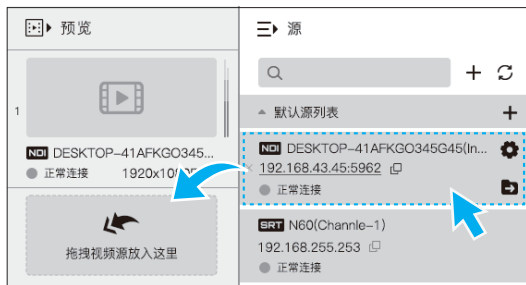 预览
1
NDI DESKTOP-41AFKGO345...
正常连接
拖拽视频源放入这里
源
默认源列表
NDI DESKTOP-41AFKGO345G45(In...
192.168.43.45:5962
正常连接
SRT N60(Channle-1)
192.168.255.253
正常连接